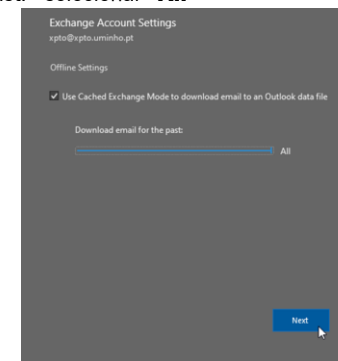 Exchange Account Settings
xpto@xpto.uminho.pt
Offline Settings
Use Cached Exchange Mode to download email to an Outlook data file
Download email for the past:
All
Next